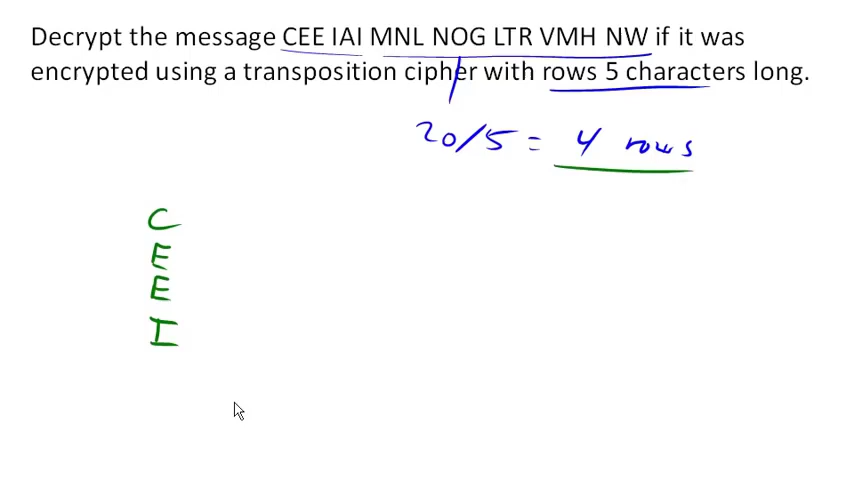 Decrypt the message CEE IAI MNL NOG LTR VMH NW if it was
encrypted using a transposition cipher with rows 5 characters long.
20/5 = 4 rows
C
E
E
I